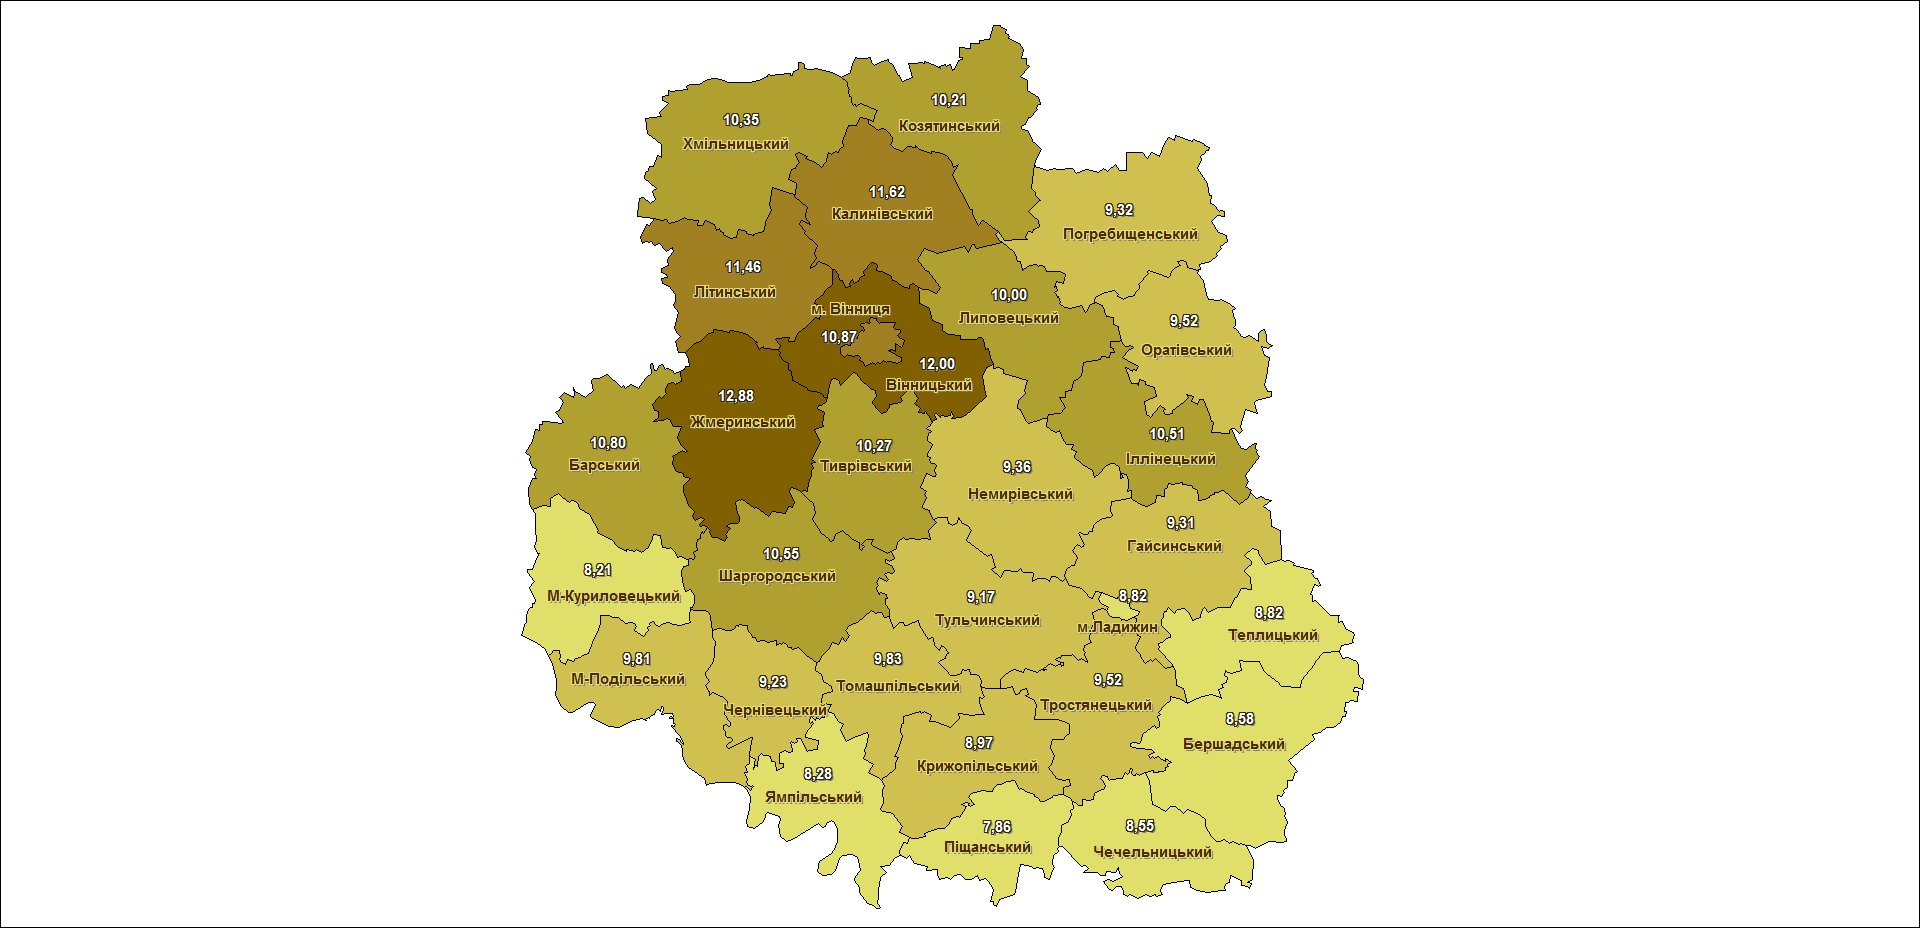 10,21
Козятинський
10,35
Хмільницький
11,62
Калинівський
9,32
Погребищенський
11,46
Літинський
10,00
Липовецький
м. Вінниця
10,87
9,52
Оратівський
12,00
Вінницький
12,88
Жмеринський
10,80
Барський
10,27
Тиврівський
10,51
Іллінецький
9,36
Немирівський
9,31
Гайсинський
10,55
Шаргородський
8,21
М-Куриловецький
9,17
Тульчинський
8,82
м.Ладижин
8,82
Теплицький
9,81
М-Подільський
9,23
Чернівецький
9,83
Томашпільський
9,52
Тростянецький
8,58
Бершадський
8,97
Крижопільський
8,28
Ямпільський
7,86
Піщанський
8,55
Чечельницький